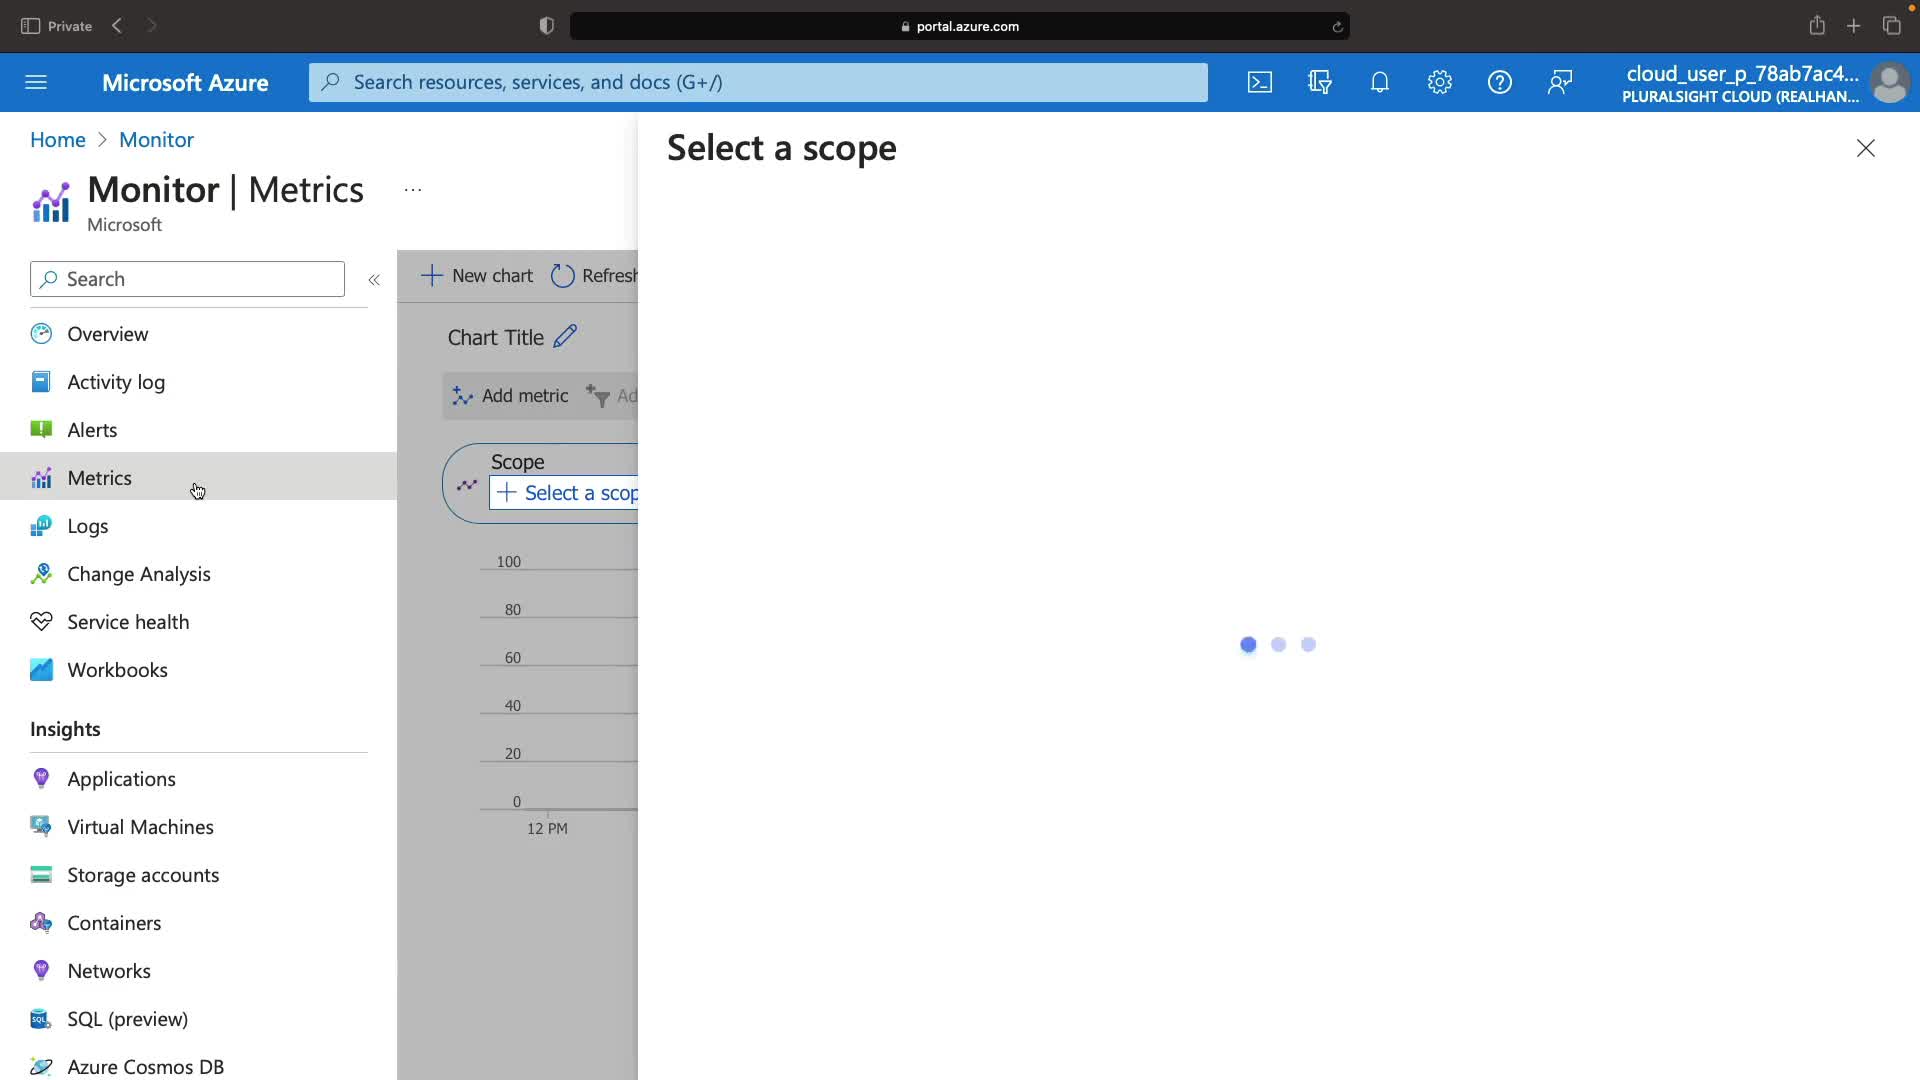 Private
portal.azure.com
Microsoft Azure
Search resources, services, and docs (G+/)
cloud_user_p_78ab7ac4...
PLURALSIGHT CLOUD (REALHAN...
Home > Monitor
Monitor | Metrics ...
Microsoft
Search
Overview
Activity log
Alerts
Metrics
Logs
Change Analysis
Service health
Workbooks
Insights
Applications
Virtual Machines
Storage accounts
Containers
Networks
SQL (preview)
Azure Cosmos DB
New chart
Refresh
Chart Title
Add metric
Ad
Scope
Select a scop
100
80
60
40
20
0
12 PM
Select a scope